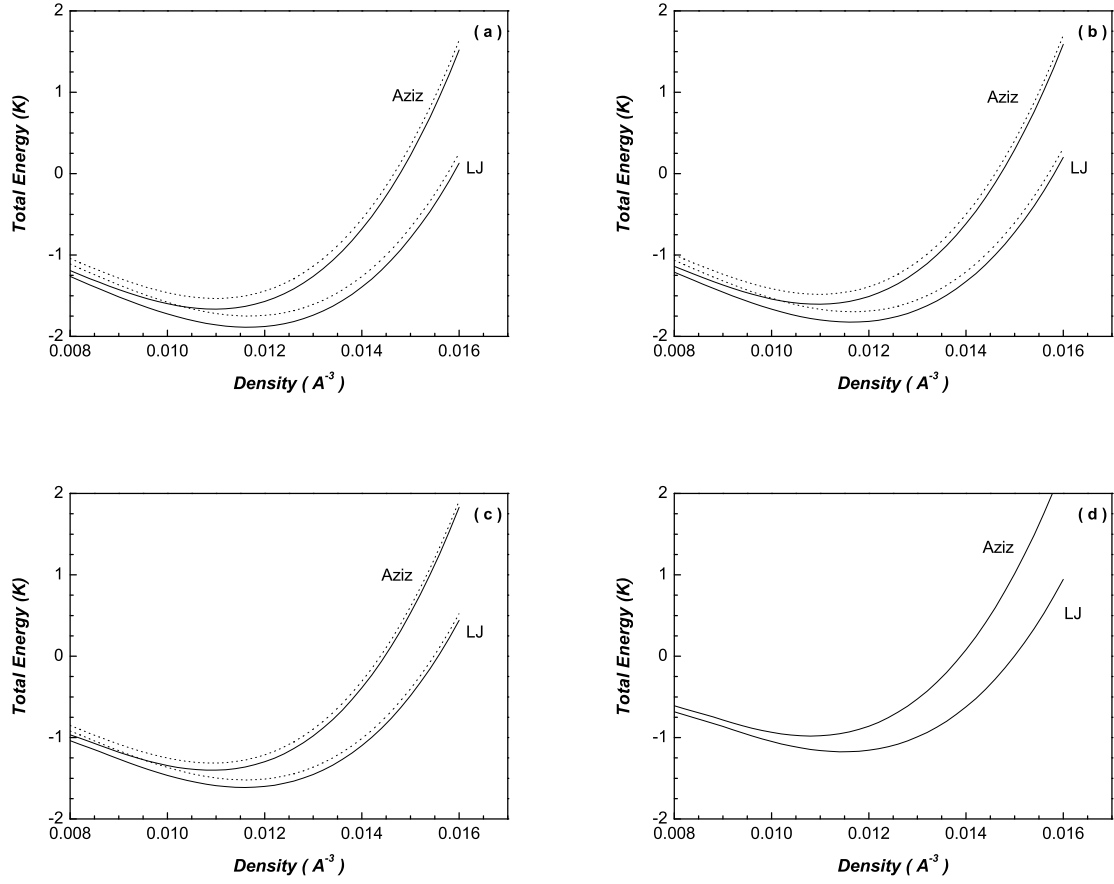 2
( a )
1
Aziz
0
LJ
-1
-2
0.008 0.010 0.012 0.014 0.016
Total Energy (K)
Density ( A-3 )
2
( b )
1
Aziz
0
LJ
-1
-2
0.008 0.010 0.012 0.014 0.016
Total Energy (K)
Density ( A-3 )
2
( c )
1
Aziz
0
LJ
-1
-2
0.008 0.010 0.012 0.014 0.016
Total Energy (K)
Density ( A-3 )
2
( d )
1
Aziz
0
LJ
-1
-2
0.008 0.010 0.012 0.014 0.016
Total Energy (K)
Density ( A-3 )